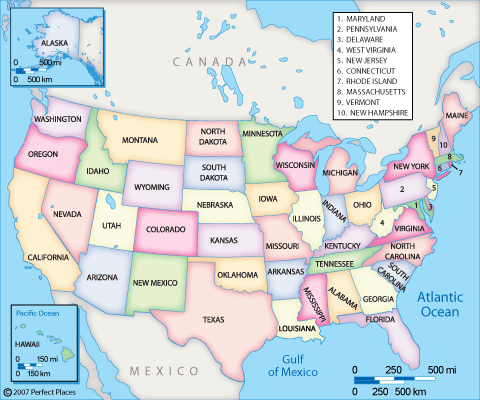 ALASKA
0 500 mi
0 500 km
CANADA
1. MARYLAND
2. PENNSYLVANIA
3. DELAWARE
4. WEST VIRGINIA
5. NEW JERSEY
6. CONNECTICUT
7. RHODE ISLAND
8. MASSACHUSETTS
9. VERMONT
10. NEW HAMPSHIRE
WASHINGTON
OREGON
IDAHO
MONTANA
NORTH
DAKOTA
MINNESOTA
WISCONSIN
MICHIGAN
NEW YORK
MAINE
9
10
8
6
7
WYOMING
SOUTH
DAKOTA
NEBRASKA
IOWA
ILLINOIS
INDIANA
OHIO
2
5
1
3
4
NEVADA
UTAH
COLORADO
KANSAS
MISSOURI
KENTUCKY
VIRGINIA
CALIFORNIA
ARIZONA
NEW MEXICO
OKLAHOMA
ARKANSAS
TENNESSEE
NORTH
CAROLINA
SOUTH
CAROLINA
TEXAS
LOUISIANA
MISSISSIPPI
ALABAMA
GEORGIA
FLORIDA
Atlantic
Ocean
Pacific Ocean
HAWAII
0 150 mi
0 150 km
MEXICO
Gulf
of Mexico
0 250 500 mi
0 250 500 km
© 2007 Perfect Places